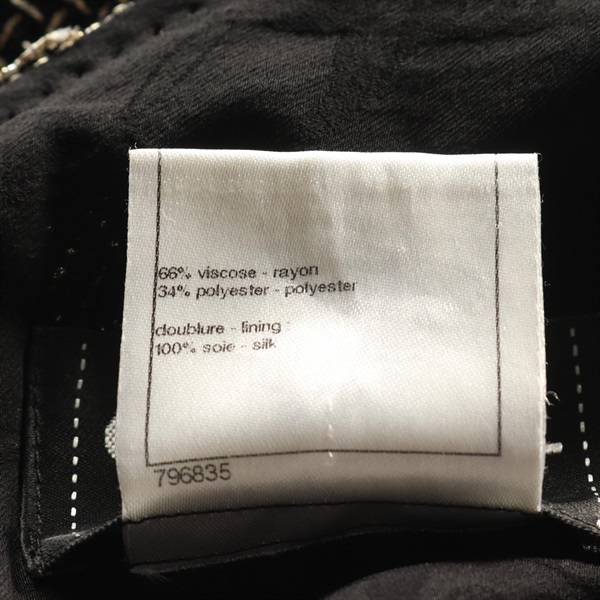 66% viscose - rayon
34% polyester - polyester
doublure - lining :
100% soie - silk
796835